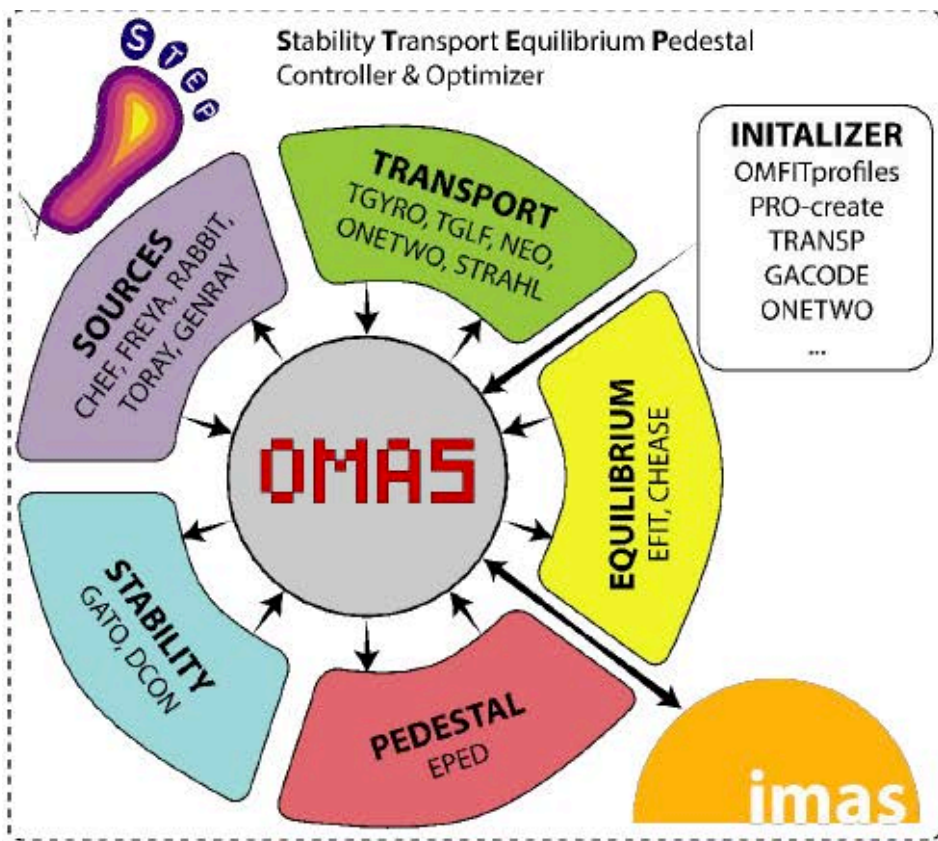 STEP
Stability Transport Equilibrium Pedestal
Controller & Optimizer
INITALIZER
OMFITprofiles
PRO-create
TRANSP
GACODE
ONETWO
...
TRANSPORT
TGYRO, TGLF, NEO,
ONETWO, STRAHL
SOURCES
CHEF, FREYA, RABBIT,
TORAY, GENRAY
OMAS
EQUILIBRIUM
EFIT, CHEASE
STABILITY
GATO, DCON
PEDESTAL
EPED
imas